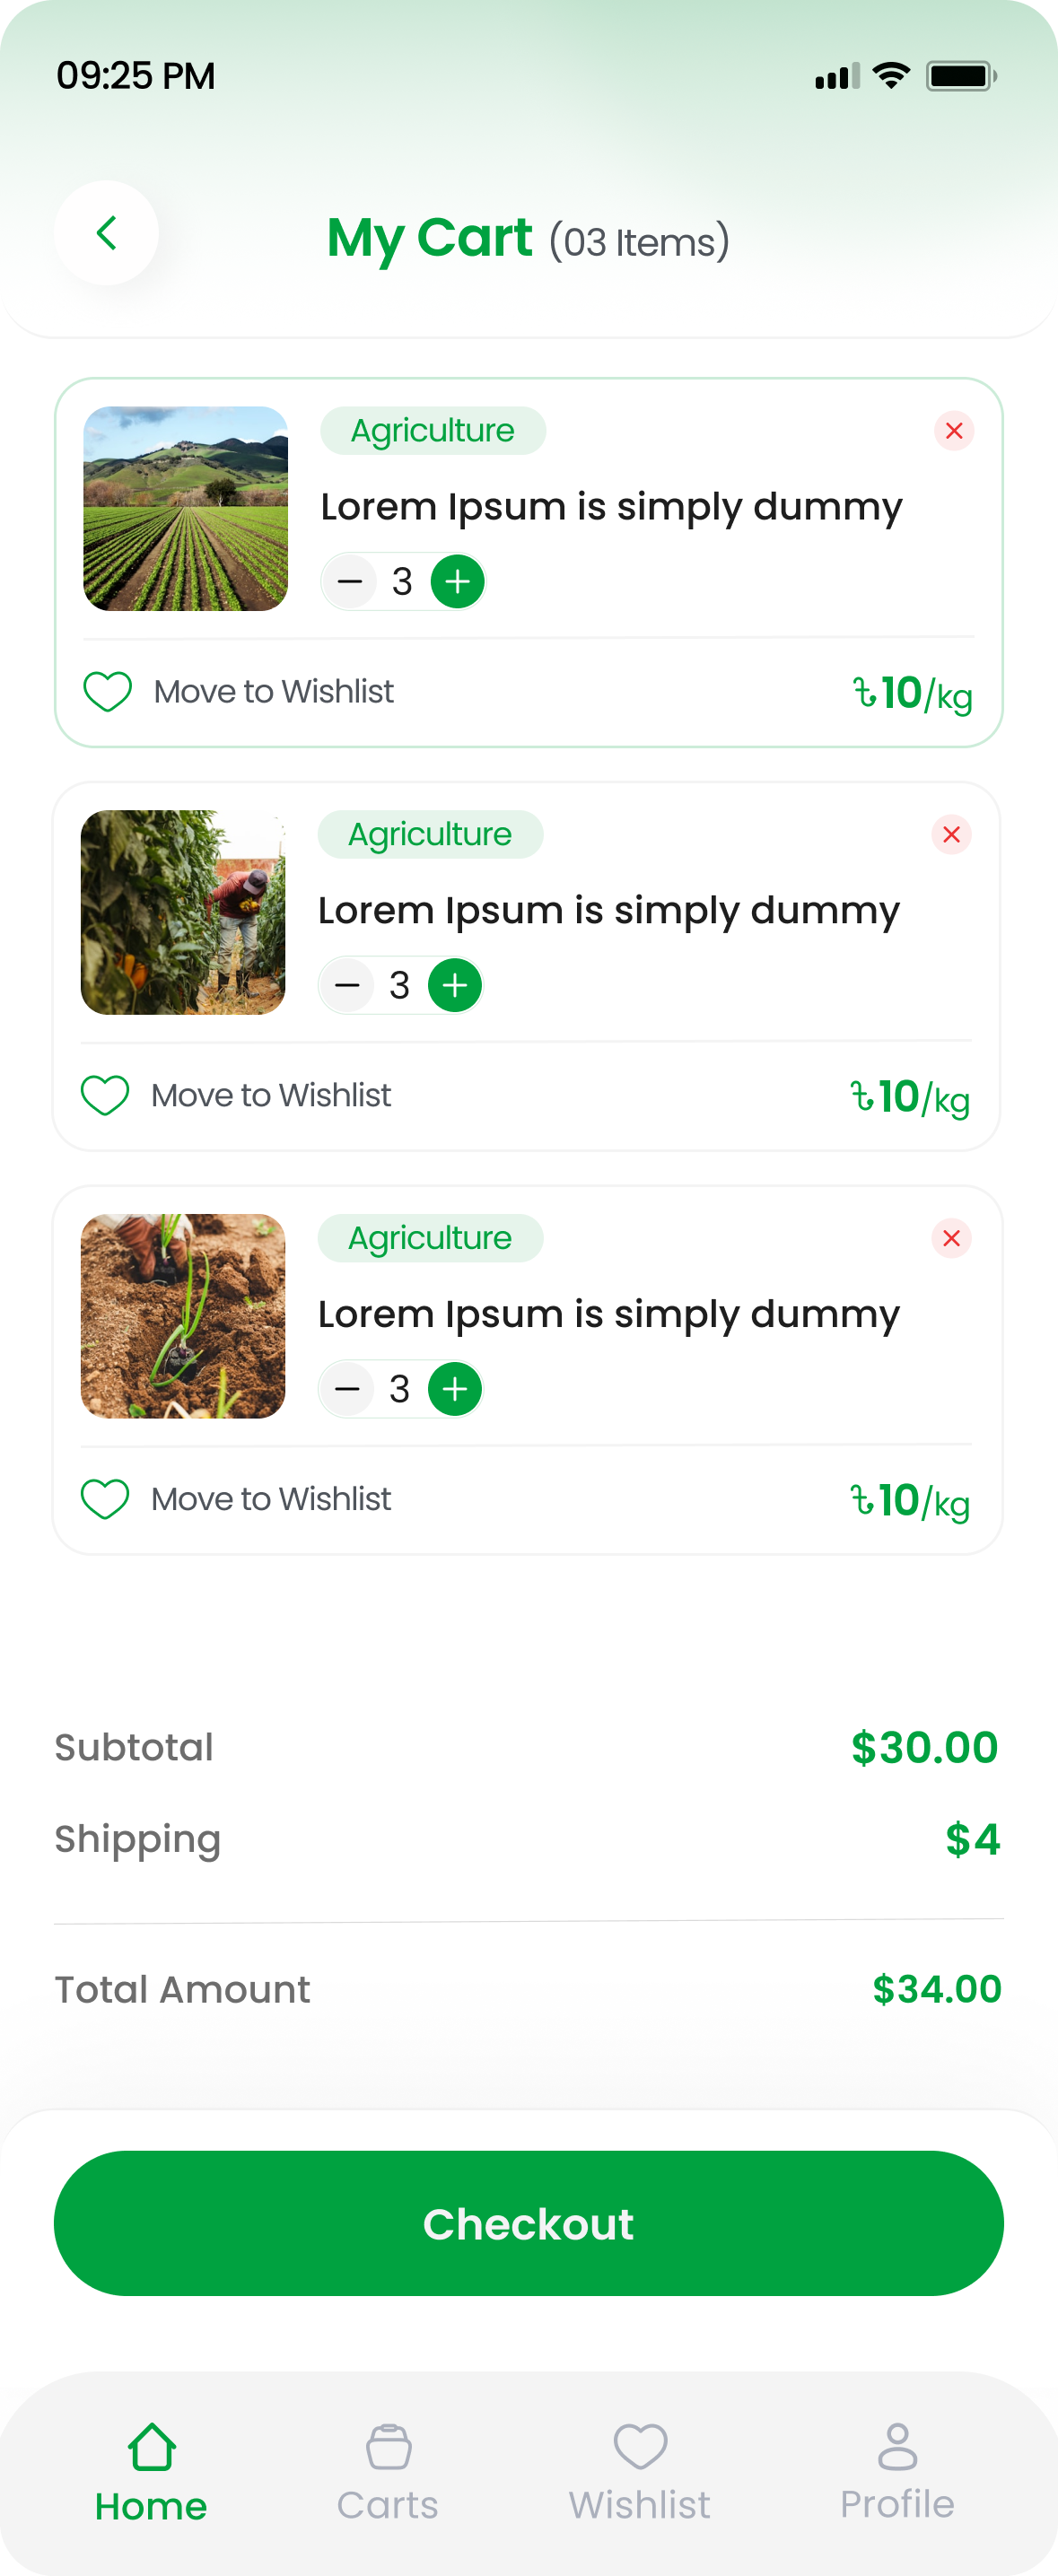 09:25 PM
My Cart (03 Items)
Agriculture
Lorem Ipsum is simply dummy
3
Move to Wishlist
৳10/kg
Agriculture
Lorem Ipsum is simply dummy
3
Move to Wishlist
৳10/kg
Agriculture
Lorem Ipsum is simply dummy
3
Move to Wishlist
৳10/kg
Subtotal $30.00
Shipping $4
Total Amount $34.00
Checkout
Home Carts Wishlist Profile